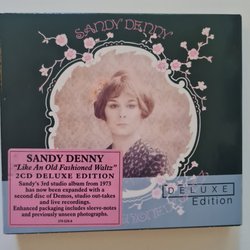 SANDY DENNY
SANDY DENNY
"Like An Old Fashioned Waltz"
2CD DELUXE EDITION
Sandy's 3rd studio album from 1973
has now been expanded with a
second disc of Demos, studio out-takes
and live recordings.
Enhanced packaging includes sleeve-notes
and previously unseen photographs.
DELUXE
Edition